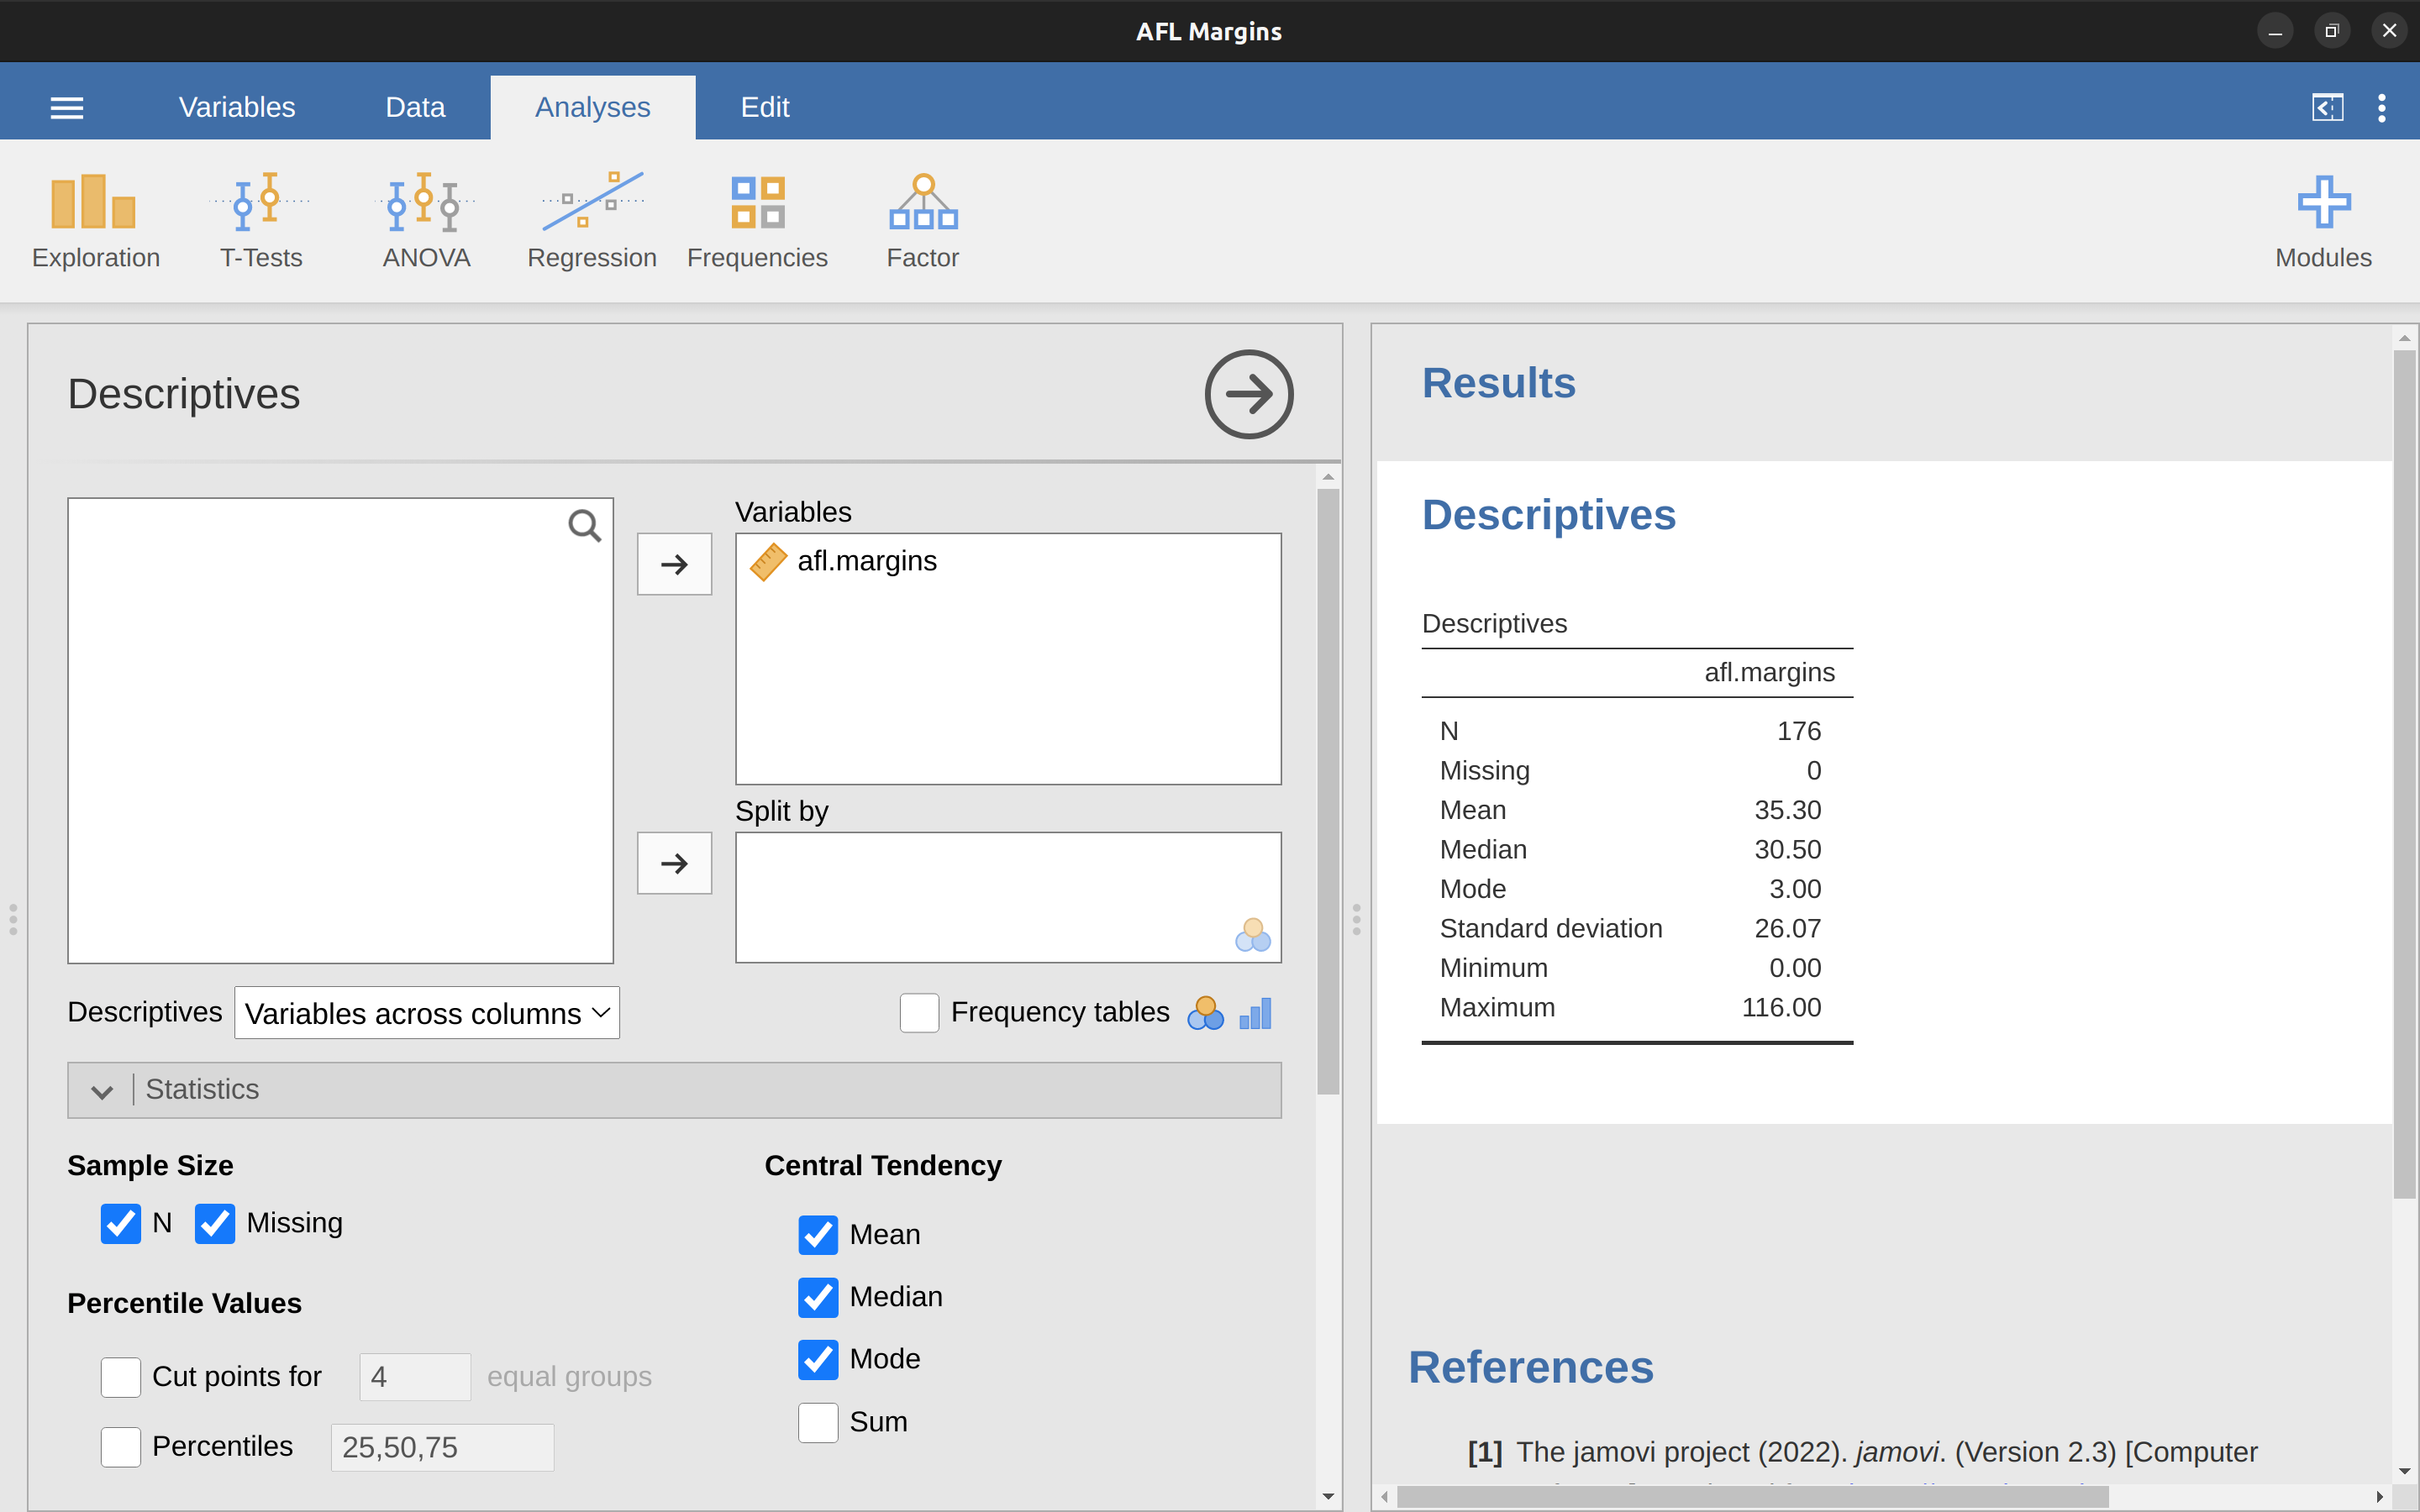 AFL Margins
Variables Data Analyses Edit
Exploration T-Tests ANOVA Regression Frequencies Factor Modules
Descriptives
Variables
afl.margins
Split by
Descriptives Variables across columns Frequency tables
Statistics
Sample Size
N Missing
Percentile Values
Cut points for 4 equal groups
Percentiles 25,50,75
Central Tendency
Mean
Median
Mode
Sum
Results
Descriptives
Descriptives
afl.margins
N 176
Missing 0
Mean 35.30
Median 30.50
Mode 3.00
Standard deviation 26.07
Minimum 0.00
Maximum 116.00
References
[1] The jamovi project (2022). jamovi. (Version 2.3) [Computer